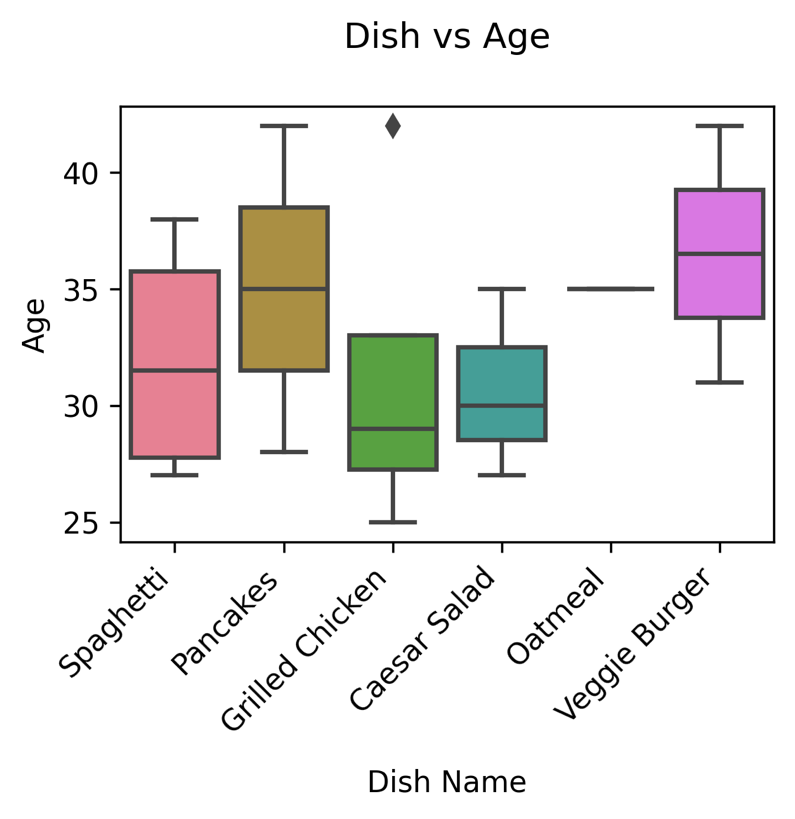 Dish vs Age
Age
40
35
30
25
Spaghetti
Pancakes
Grilled Chicken
Caesar Salad
Oatmeal
Veggie Burger
Dish Name